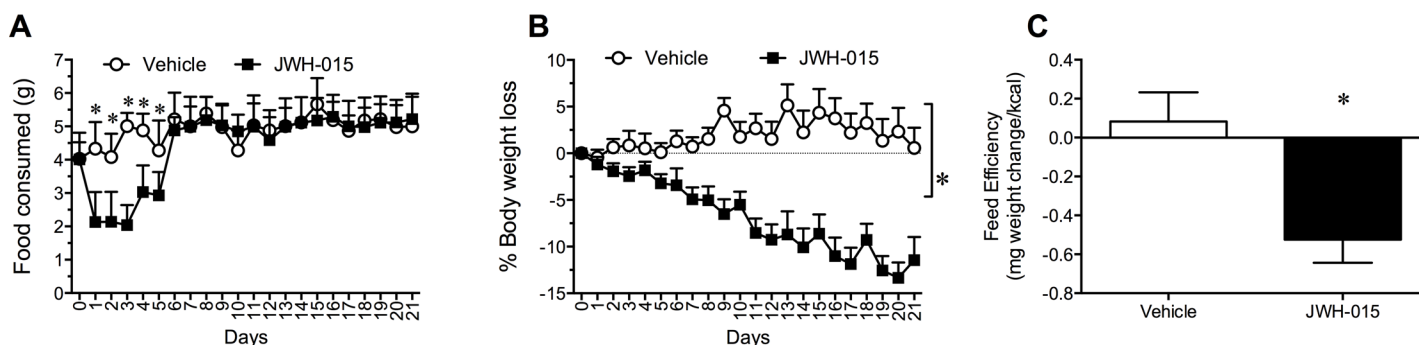 A
Vehicle JWH-015
Food consumed (g)
7
6
5
4
3
2
1
0
* * * * *
0 1 2 3 4 5 6 7 8 9 10 11 12 13 14 15 16 17 18 19 20 21
Days
B
Vehicle JWH-015
% Body weight loss
10
5
0
-5
-10
-15
*
0 1 2 3 4 5 6 7 8 9 10 11 12 13 14 15 16 17 18 19 20 21
Days
C
Feed Efficiency
(mg weight change/kcal)
0.4
0.2
0.0
-0.2
-0.4
-0.6
-0.8
*
Vehicle JWH-015